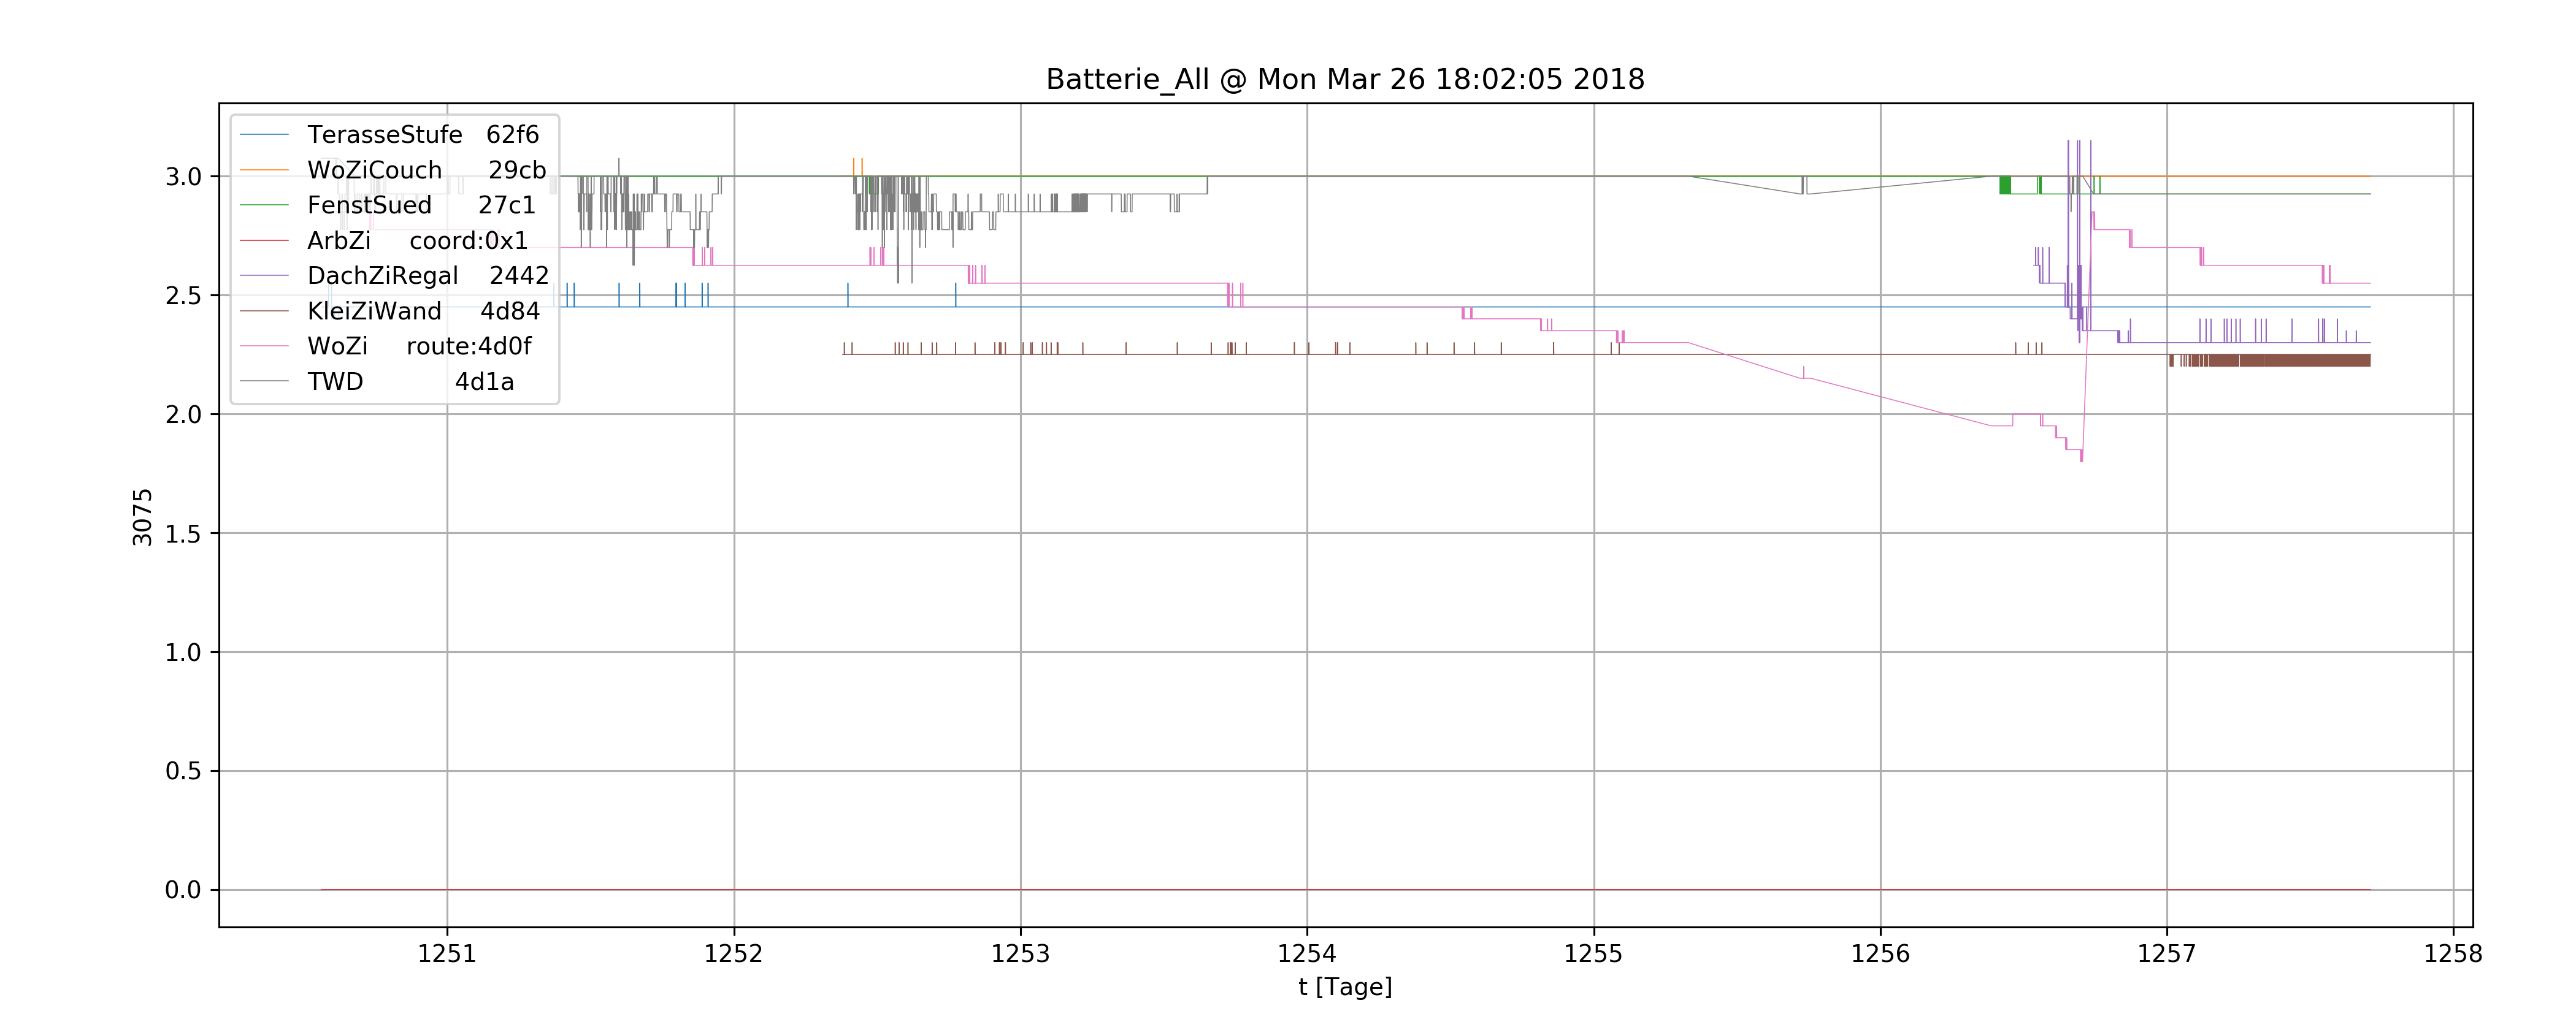 Batterie_All @ Mon Mar 26 18:02:05 2018
TerasseStufe 62f6
WoZiCouch 29cb
FenstSued 27c1
ArbZi coord:0x1
DachZiRegal 2442
KleiZiWand 4d84
WoZi route:4d0f
TWD 4d1a
3.0
2.5
2.0
1.5
1.0
0.5
0.0
3075
1251 1252 1253 1254 1255 1256 1257 1258
t [Tage]